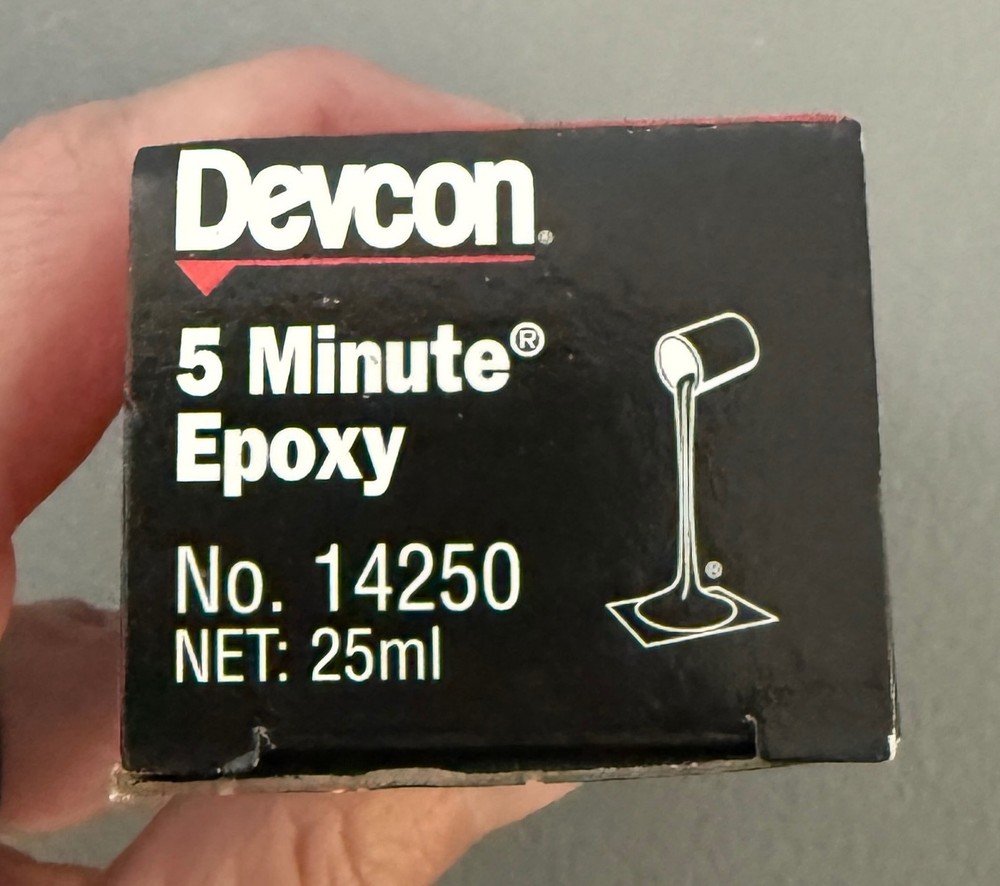 Devcon®
5 Minute®
Epoxy
No. 14250
NET: 25ml
®